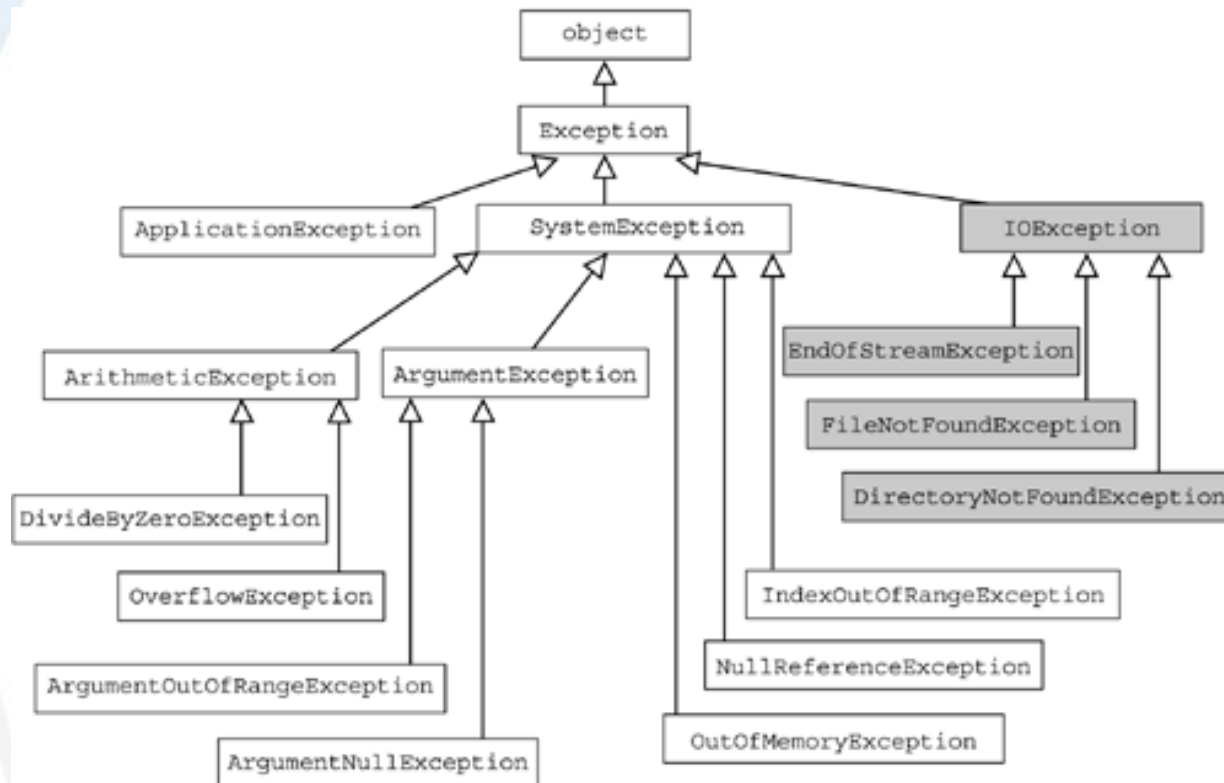 object
Exception
ApplicationException
SystemException
IOException
EndOfStreamException
ArithmeticException
ArgumentException
FileNotFoundException
DirectoryNotFoundException
DivideByZeroException
OverflowException
IndexOutOfRangeException
NullReferenceException
ArgumentOutOfRangeException
OutOfMemoryException
ArgumentNullException